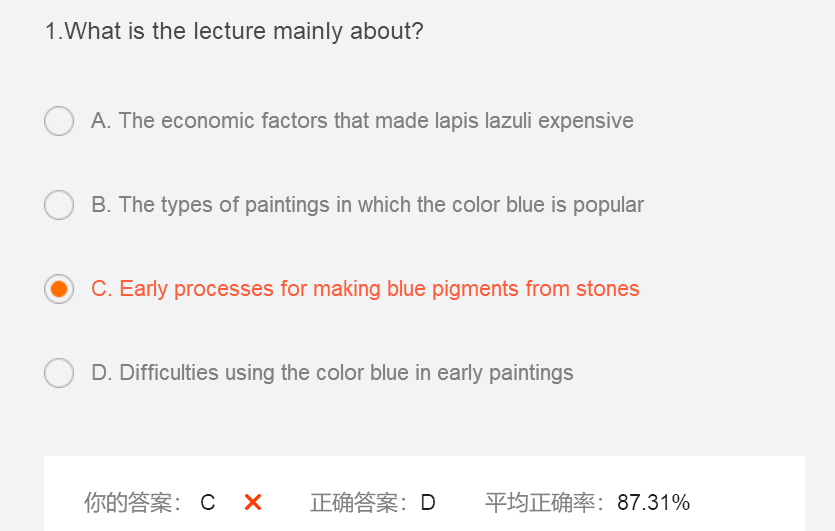 1.What is the lecture mainly about?
A. The economic factors that made lapis lazuli expensive
B. The types of paintings in which the color blue is popular
C. Early processes for making blue pigments from stones
D. Difficulties using the color blue in early paintings
你的答案： C ✕ 正确答案：D 平均正确率：87.31%